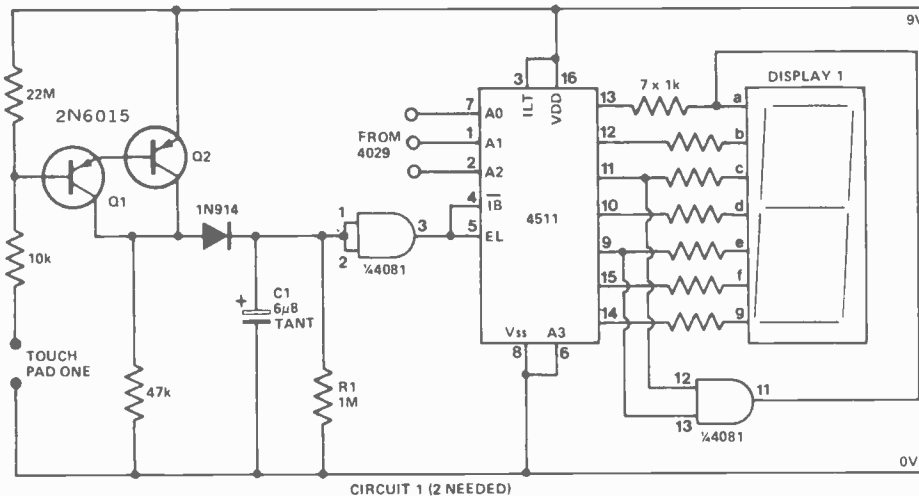 9V
22M
2N6015
Q1
Q2
10k
TOUCH
PAD ONE
47k
1N914
+
C1
6µ8
TANT
R1
1M
1
2
3
¼4081
FROM
4029
7
1
2
4
5
A0
A1
A2
IB
EL
3
16
ILT
VDD
4511
Vss
A3
8
6
13
12
11
10
9
15
14
7 x 1k
DISPLAY 1
a
b
c
d
e
f
g
12
13
11
¼4081
0V
CIRCUIT 1 (2 NEEDED)